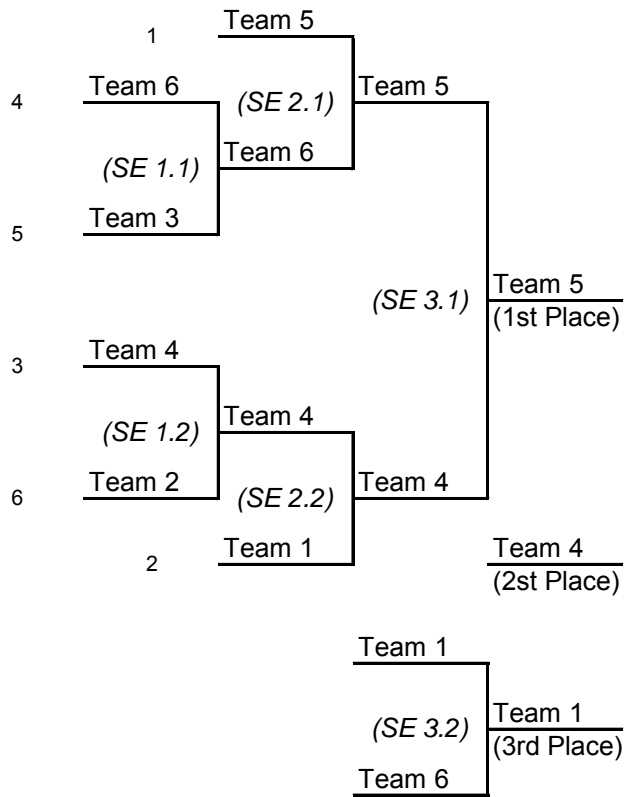 1 Team 5
4 Team 6 (SE 2.1) Team 5
(SE 1.1) Team 6
5 Team 3
(SE 3.1) Team 5
(1st Place)
3 Team 4
(SE 1.2) Team 4
6 Team 2 (SE 2.2) Team 4
2 Team 1 Team 4
(2st Place)
Team 1
(SE 3.2) Team 1
(3rd Place)
Team 6